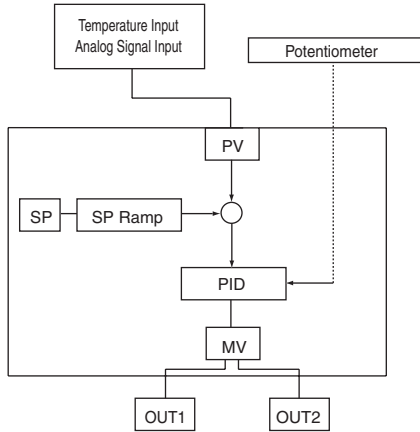 Temperature Input
Analog Signal Input
Potentiometer
PV
SP
SP Ramp
PID
MV
OUT1
OUT2